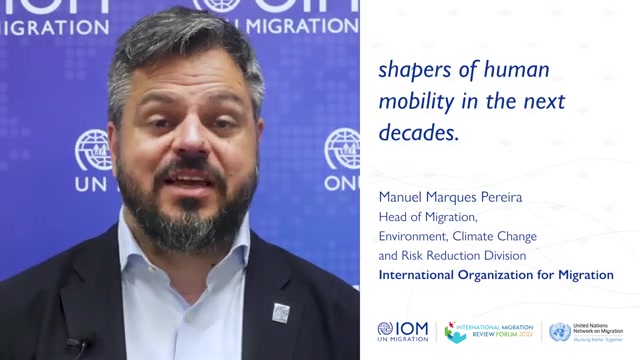 IOM
UN MIGRATION
UN
ONU
shapers of human
mobility in the next
decades.
Manuel Marques Pereira
Head of Migration,
Environment, Climate Change
and Risk Reduction Division
International Organization for Migration
IOM
UN MIGRATION
INTERNATIONAL MIGRATION
REVIEW FORUM 2022
United Nations
Network on Migration